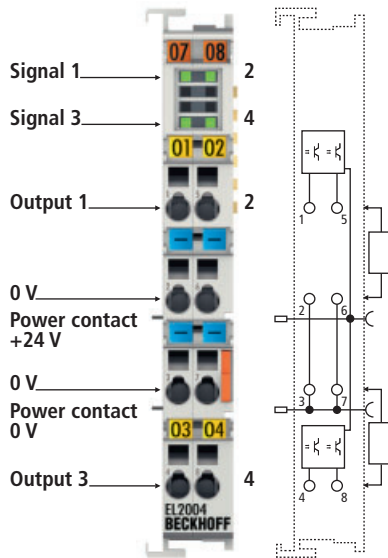 07 08
Signal 1 2
Signal 3 4
01 02
Output 1 2
1 5
0 V
2 6
Power contact
+24 V
0 V
3 7
Power contact
0 V
03 04
Output 3 4
4 8
EL2004
BECKHOFF